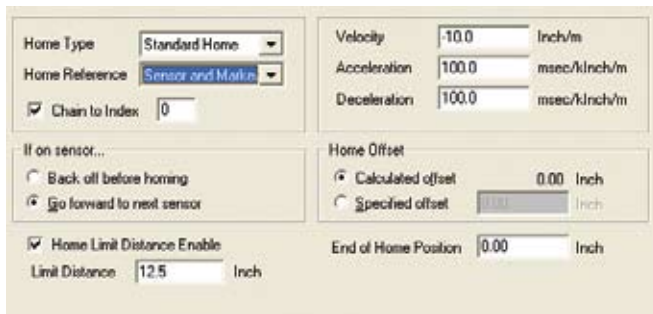 Home Type Standard Home
Home Reference Sensor and Marke
Chain to Index 0
Velocity -10.0 Inch/m
Acceleration 100.0 msec/kInch/m
Deceleration 100.0 msec/kInch/m
If on sensor...
Back off before homing
Go forward to next sensor
Home Offset
Calculated offset 0.00 Inch
Specified offset Inch
Home Limit Distance Enable
Limit Distance 12.5 Inch
End of Home Position 0.00 Inch